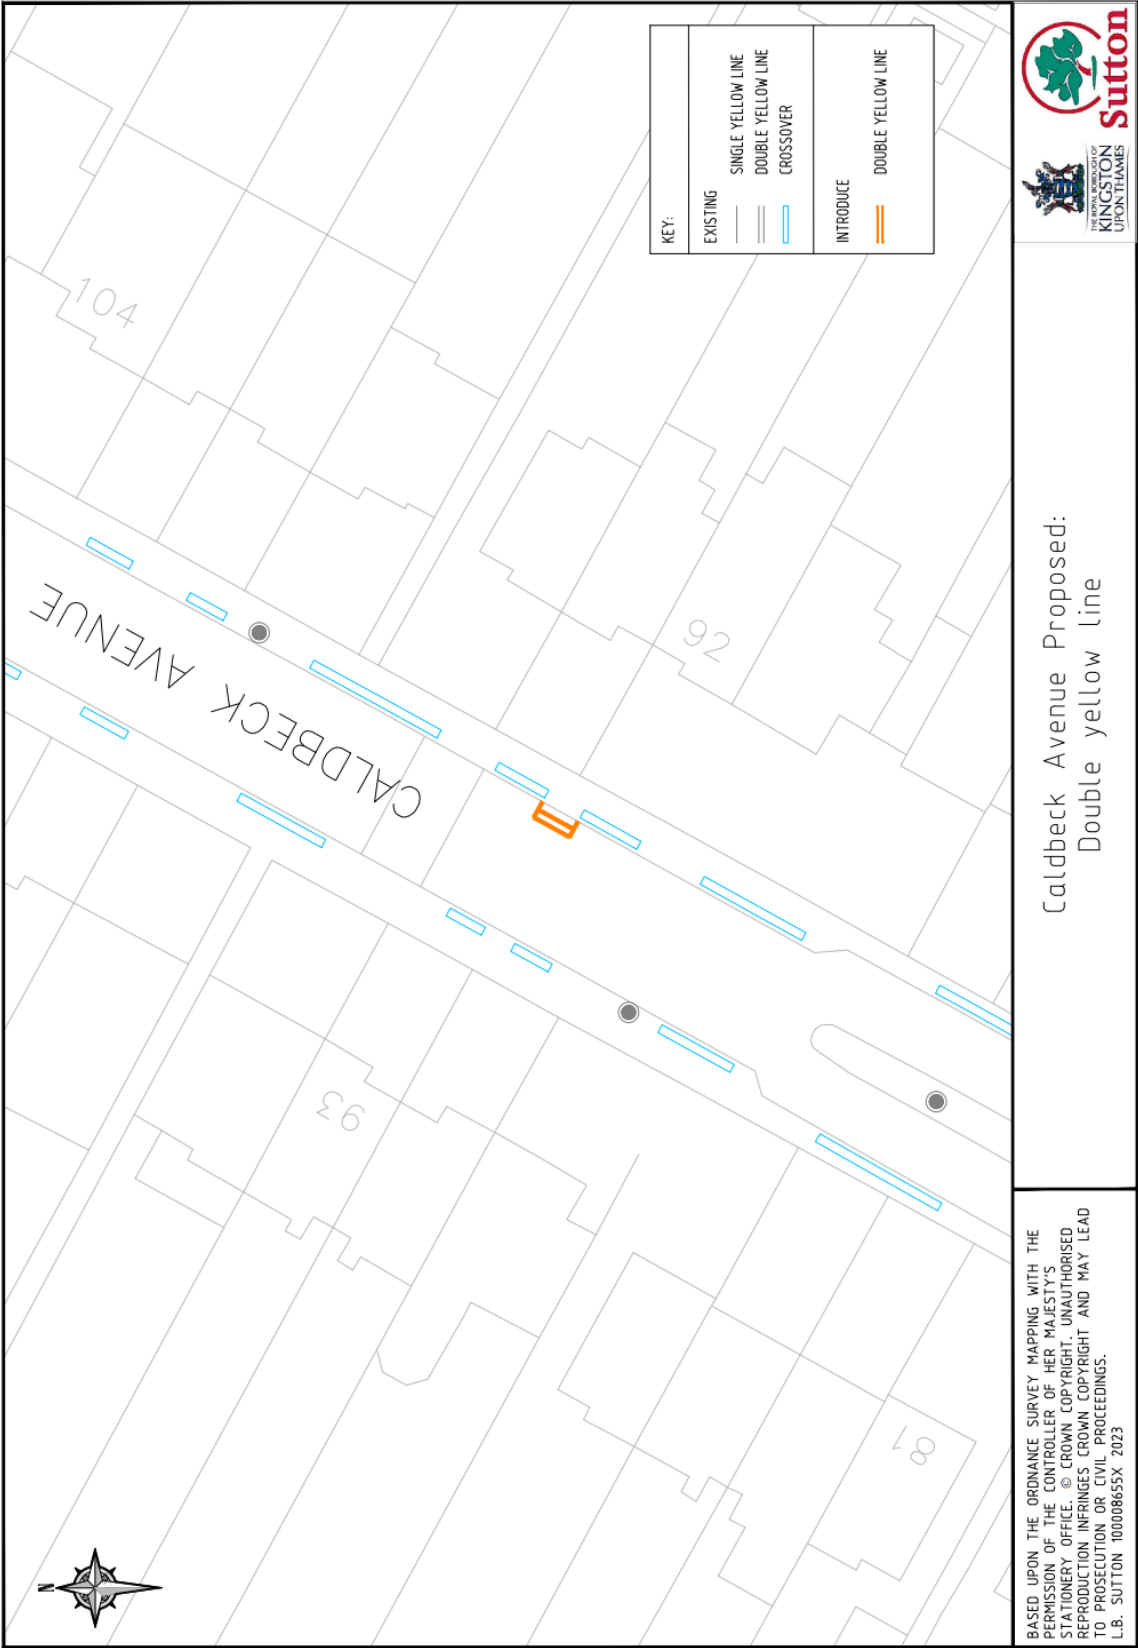 104
CALDBECK AVENUE
92
93
81
N
KEY:
EXISTING
SINGLE YELLOW LINE
DOUBLE YELLOW LINE
CROSSOVER
INTRODUCE
DOUBLE YELLOW LINE
BASED UPON THE ORDNANCE SURVEY MAPPING WITH THE
PERMISSION OF THE CONTROLLER OF HER MAJESTY'S
STATIONERY OFFICE. © CROWN COPYRIGHT. UNAUTHORISED
REPRODUCTION INFRINGES CROWN COPYRIGHT AND MAY LEAD
TO PROSECUTION OR CIVIL PROCEEDINGS.
L.B. SUTTON 100008655X 2023
Caldbeck Avenue Proposed:
Double yellow line
THE ROYAL BOROUGH OF
KINGSTON
UPON THAMES
Sutton